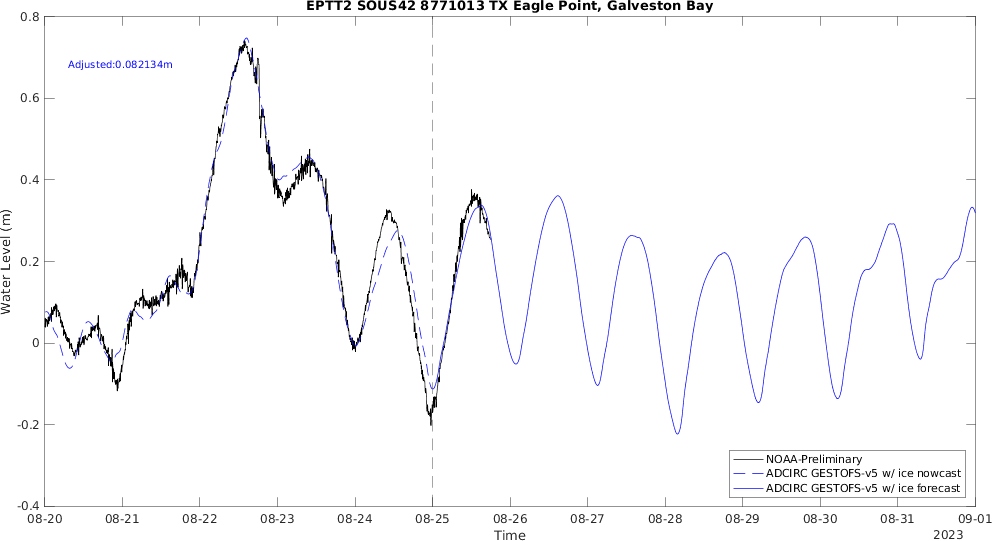 EPTT2 SOUS42 8771013 TX Eagle Point, Galveston Bay
Adjusted:0.082134m
0.8
0.6
0.4
0.2
0
-0.2
-0.4
Water Level (m)
NOAA-Preliminary
ADCIRC GESTOFS-v5 w/ ice nowcast
ADCIRC GESTOFS-v5 w/ ice forecast
08-20 08-21 08-22 08-23 08-24 08-25 08-26 08-27 08-28 08-29 08-30 08-31 09-01
Time
2023